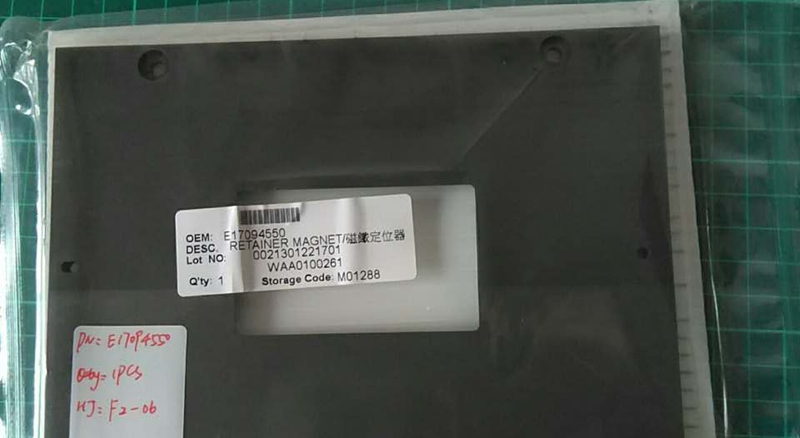 OEM: E17094550
DESC. RETAINER MAGNET/磁鐵定位器
Lot NO: 0021301221701
WAA0100261
Q'ty: 1 Storage Code: M01288
PN: E17094550
Qty= 1PCS
HJ: F2-06